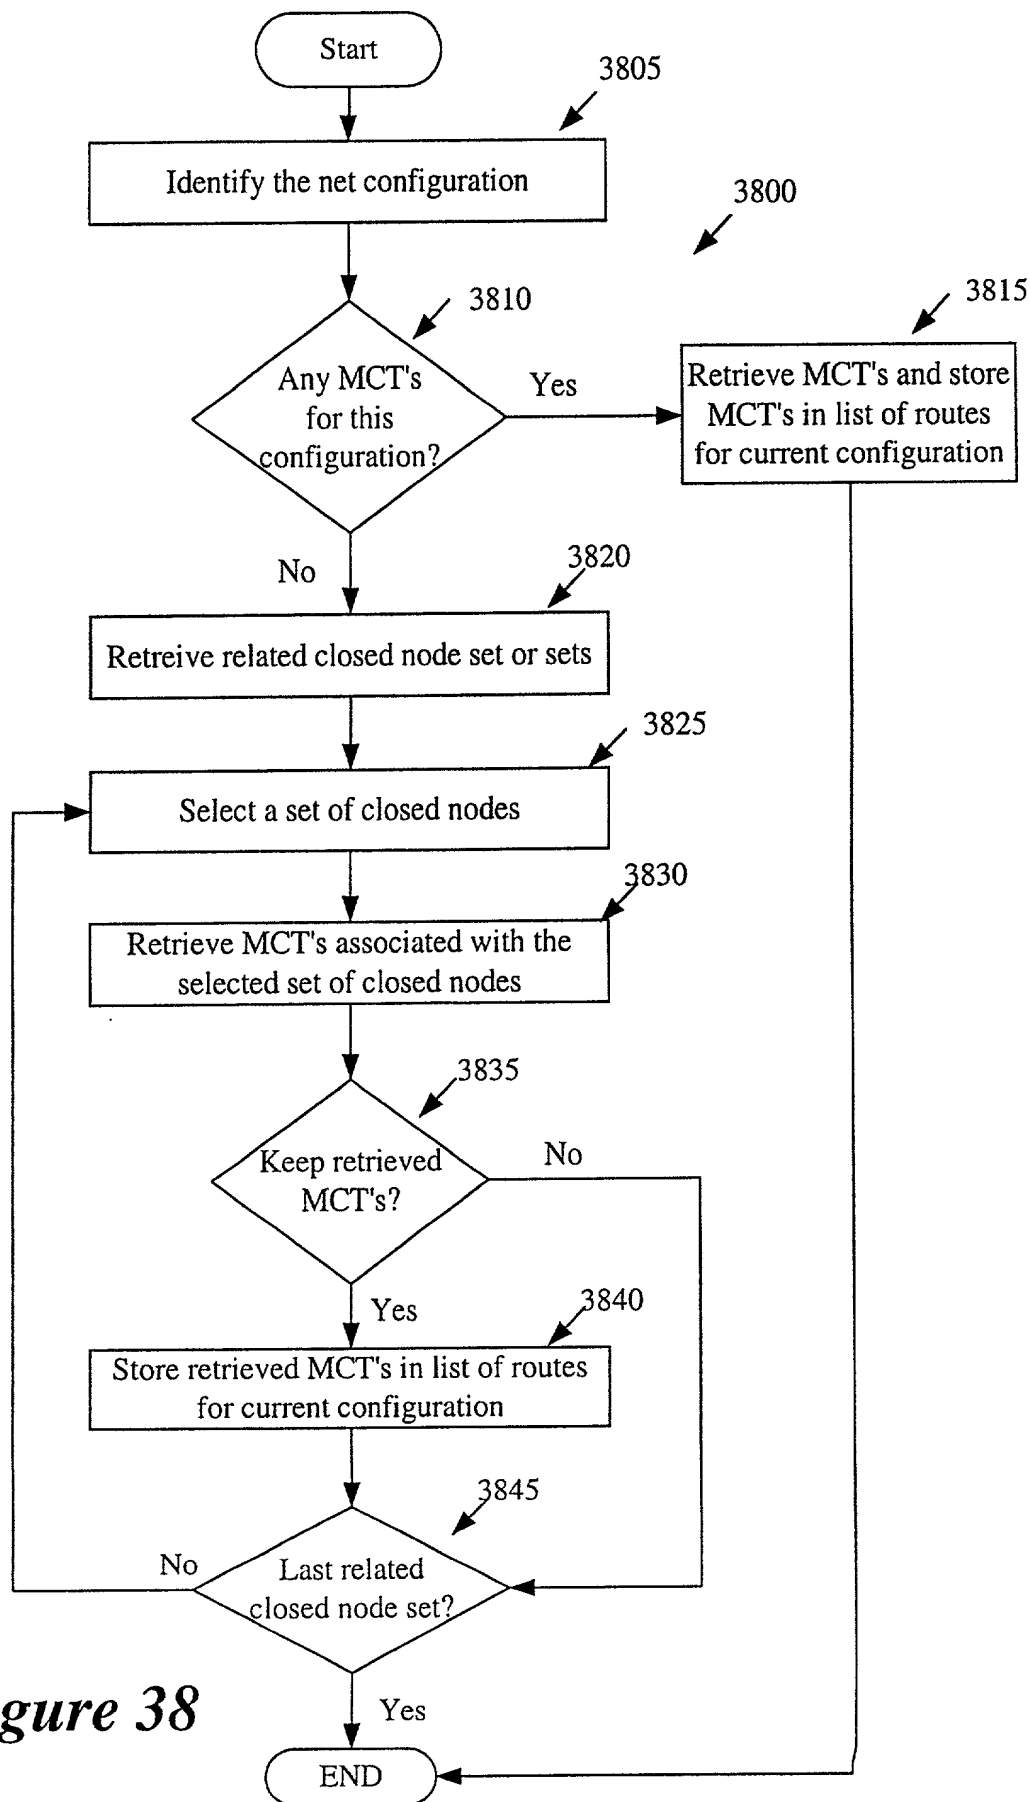 Start
3805
Identify the net configuration
3800
3810
3815
Any MCT's
for this
configuration?
Yes
Retrieve MCT's and store
MCT's in list of routes
for current configuration
No
3820
Retreive related closed node set or sets
3825
Select a set of closed nodes
3830
Retrieve MCT's associated with the
selected set of closed nodes
3835
Keep retrieved
MCT's?
No
Yes
3840
Store retrieved MCT's in list of routes
for current configuration
3845
No
Last related
closed node set?
gure 38
Yes
END